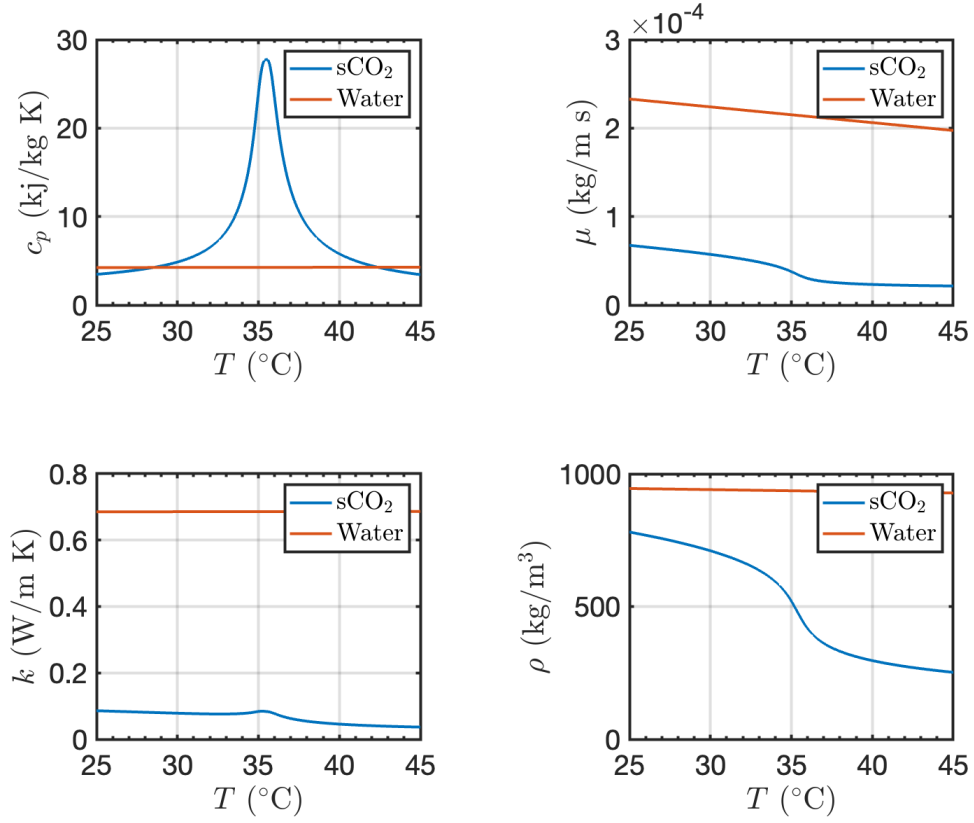 30
20
10
0
25 30 35 40 45
T (°C)
c_p (kj/kg K)
sCO₂
Water
×10⁻⁴
3
2
1
0
25 30 35 40 45
T (°C)
μ (kg/m s)
sCO₂
Water
0.8
0.6
0.4
0.2
0
25 30 35 40 45
T (°C)
k (W/m K)
sCO₂
Water
1000
500
0
25 30 35 40 45
T (°C)
ρ (kg/m³)
sCO₂
Water